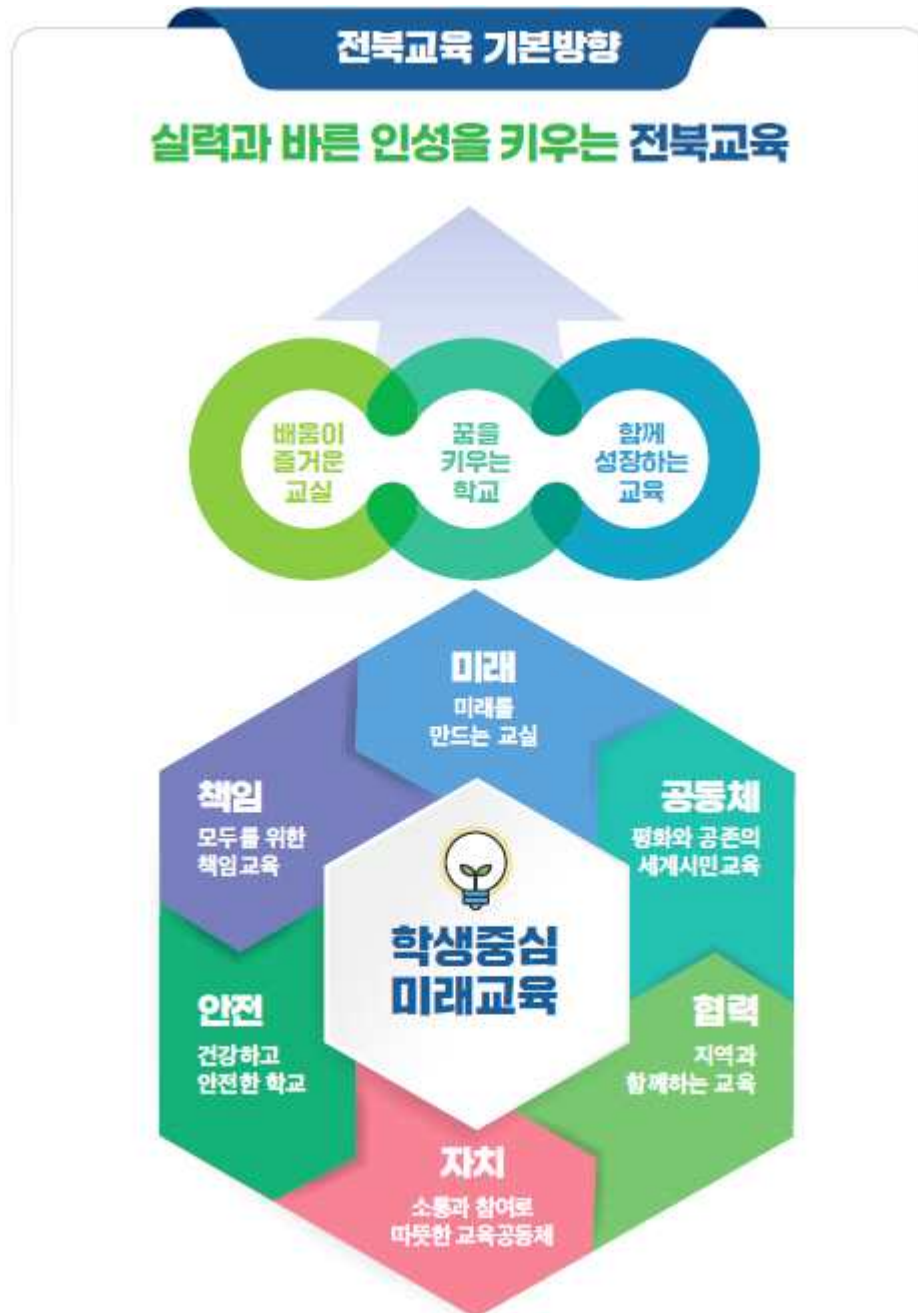 전북교육 기본방향
실력과 바른 인성을 키우는 전북교육
배움이
즐거운
교실
꿈을
키우는
학교
함께
성장하는
교육
미래
미래를
만드는 교실
공동체
평화와 공존의
세계시민교육
협력
지역과
함께하는 교육
자치
소통과 참여로
따뜻한 교육공동체
안전
건강하고
안전한 학교
책임
모두를 위한
책임교육
학생중심
미래교육